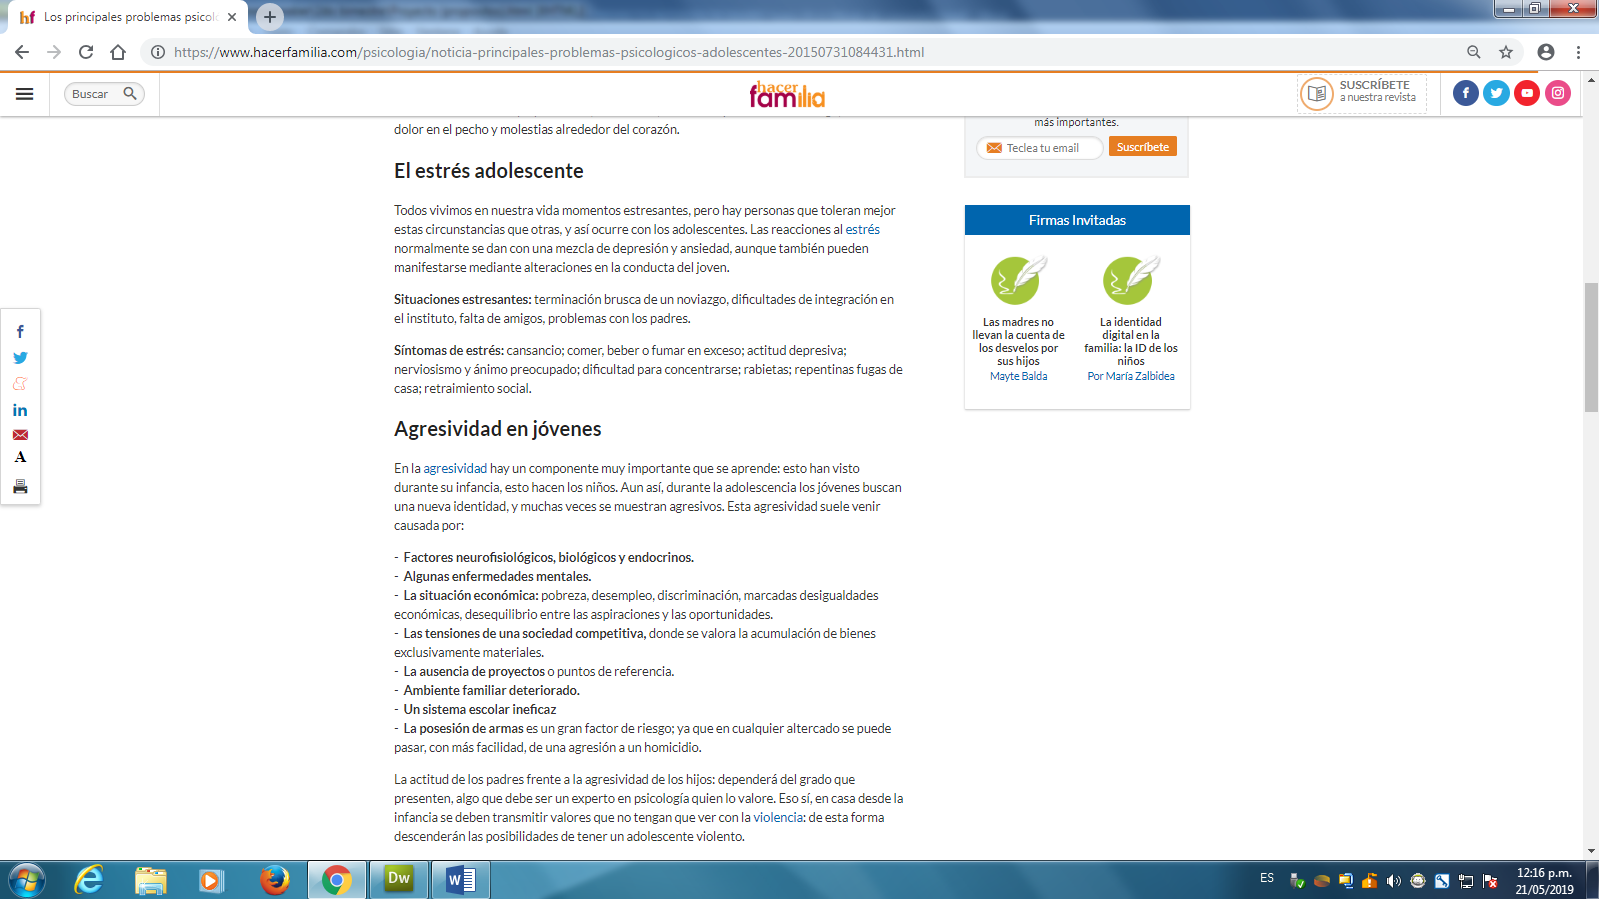 hf Los principales problemas psicoló
https://www.hacerfamilia.com/psicologia/noticia-principales-problemas-psicologicos-adolescentes-20150731084431.html
Buscar
hacer
familia
SUSCRÍBETE
a nuestra revista
dolor en el pecho y molestias alrededor del corazón.
más importantes.
Teclea tu email
Suscríbete
El estrés adolescente
Todos vivimos en nuestra vida momentos estresantes, pero hay personas que toleran mejor
estas circunstancias que otras, y así ocurre con los adolescentes. Las reacciones al estrés
normalmente se dan con una mezcla de depresión y ansiedad, aunque también pueden
manifestarse mediante alteraciones en la conducta del joven.
Situaciones estresantes: terminación brusca de un noviazgo, dificultades de integración en
el instituto, falta de amigos, problemas con los padres.
Síntomas de estrés: cansancio; comer, beber o fumar en exceso; actitud depresiva;
nerviosismo y ánimo preocupado; dificultad para concentrarse; rabietas; repentinas fugas de
casa; retraimiento social.
Agresividad en jóvenes
En la agresividad hay un componente muy importante que se aprende: esto han visto
durante su infancia, esto hacen los niños. Aun así, durante la adolescencia los jóvenes buscan
una nueva identidad, y muchas veces se muestran agresivos. Esta agresividad suele venir
causada por:
- Factores neurofisiológicos, biológicos y endocrinos.
- Algunas enfermedades mentales.
- La situación económica: pobreza, desempleo, discriminación, marcadas desigualdades
económicas, desequilibrio entre las aspiraciones y las oportunidades.
- Las tensiones de una sociedad competitiva, donde se valora la acumulación de bienes
exclusivamente materiales.
- La ausencia de proyectos o puntos de referencia.
- Ambiente familiar deteriorado.
- Un sistema escolar ineficaz
- La posesión de armas es un gran factor de riesgo; ya que en cualquier altercado se puede
pasar, con más facilidad, de una agresión a un homicidio.
La actitud de los padres frente a la agresividad de los hijos: dependerá del grado que
presenten, algo que debe ser un experto en psicología quien lo valore. Eso sí, en casa desde la
infancia se deben transmitir valores que no tengan que ver con la violencia: de esta forma
descenderán las posibilidades de tener un adolescente violento.
Firmas Invitadas
Las madres no
llevan la cuenta de
los desvelos por
sus hijos
Mayte Balda
La identidad
digital en la
familia: la ID de los
niños
Por María Zalbidea
f
in
A
Dw
W
ES
12:16 p.m.
21/05/2019